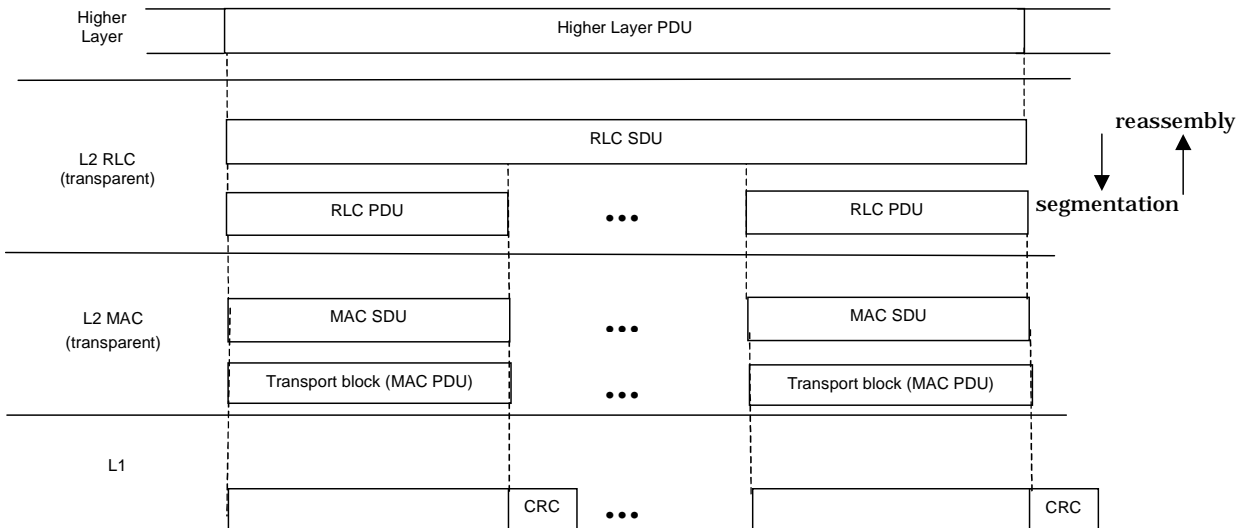 Higher
Layer
Higher Layer PDU
reassembly
RLC SDU
L2 RLC
(transparent)
RLC PDU
...
RLC PDU
segmentation
L2 MAC
(transparent)
MAC SDU
...
MAC SDU
Transport block (MAC PDU)
...
Transport block (MAC PDU)
L1
CRC
...
CRC